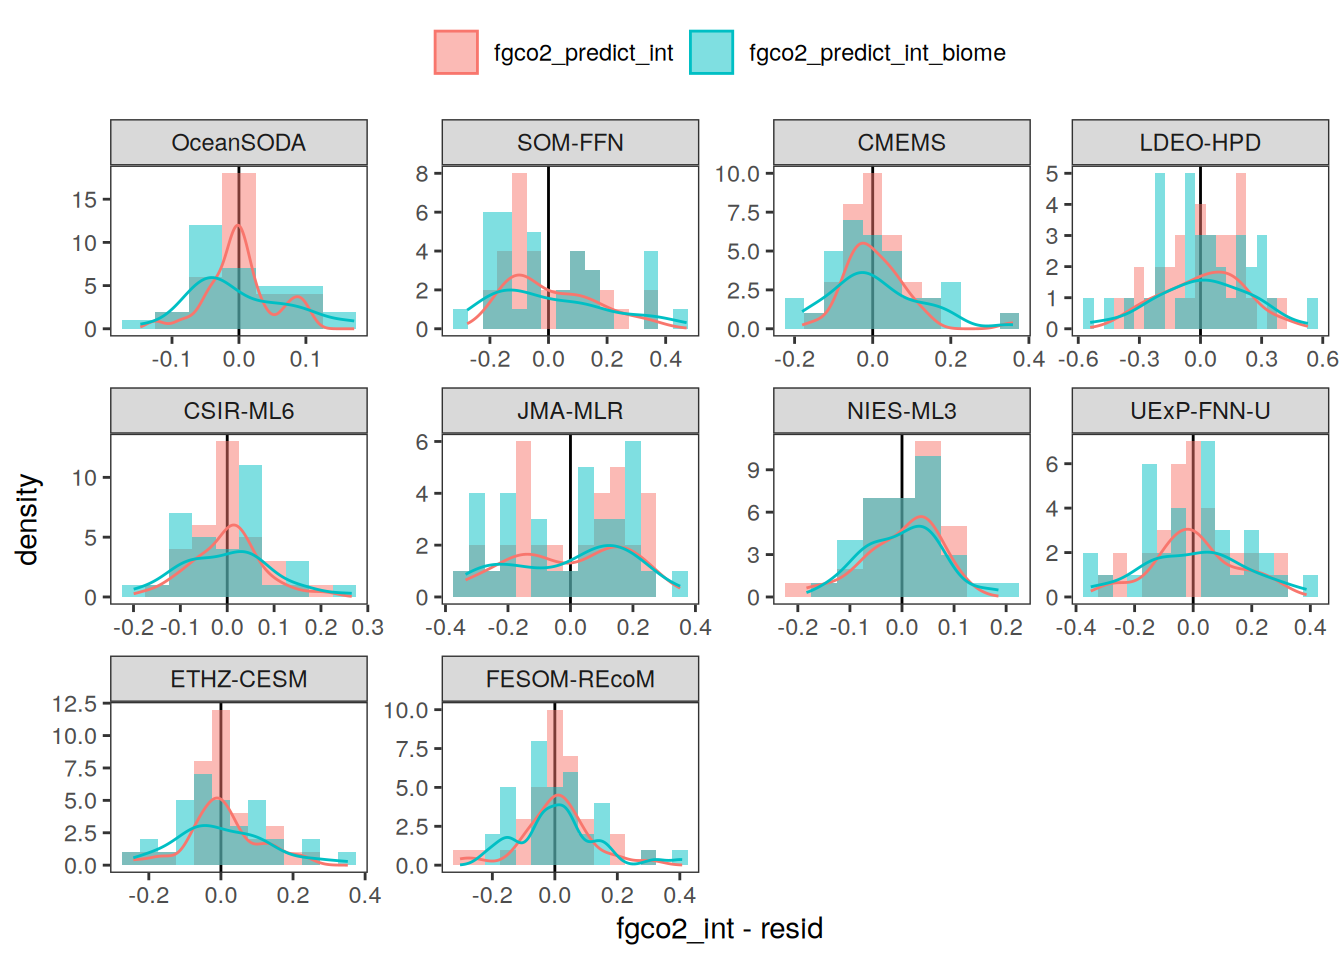 fgco2_predict_int fgco2_predict_int_biome
OceanSODA SOM-FFN CMEMS LDEO-HPD
15 10 5 0
8 6 4 2 0
10.0 7.5 5.0 2.5 0.0
5 4 3 2 1 0
-0.1 0.0 0.1
-0.2 0.0 0.2 0.4
-0.2 0.0 0.2 0.4
-0.6 -0.3 0.0 0.3 0.6
CSIR-ML6 JMA-MLR NIES-ML3 UExP-FNN-U
10 5 0
6 4 2 0
9 6 3 0
6 4 2 0
-0.2 -0.1 0.0 0.1 0.2 0.3
-0.4 -0.2 0.0 0.2 0.4
-0.2 -0.1 0.0 0.1 0.2
-0.4 -0.2 0.0 0.2 0.4
density
ETHZ-CESM FESOM-REcoM
12.5 10.0 7.5 5.0 2.5 0.0
10.0 7.5 5.0 2.5 0.0
-0.2 0.0 0.2 0.4
-0.2 0.0 0.2 0.4
fgco2_int - resid